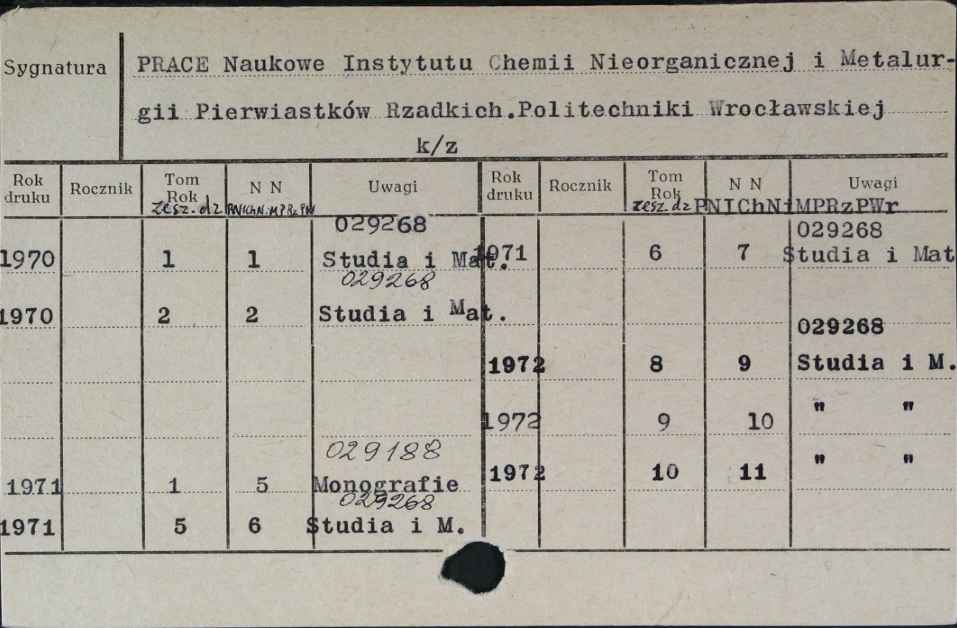 Sygnatura
PRACE Naukowe Instytutu Chemii Nieorganicznej i Metalur-
gii Pierwiastków Rzadkich.Politechniki Wrocławskiej
k/z
Rok druku Rocznik Tom Rok N N Uwagi Rok druku Rocznik Tom Rok N N Uwagi
zesz. dz PNIChNiMPRzPWr zesz. dz PNIChNiMPRzPWr
029268
1970 1 1 Studia i Mat.
029268
1970 2 2 Studia i Mat.
029188
1971 1 5 Monografie
029268
1971 5 6 Studia i M.
029268
1971 6 7 Studia i Mat
029268
1972 8 9 Studia i M.
1972 9 10 " "
1972 10 11 " "